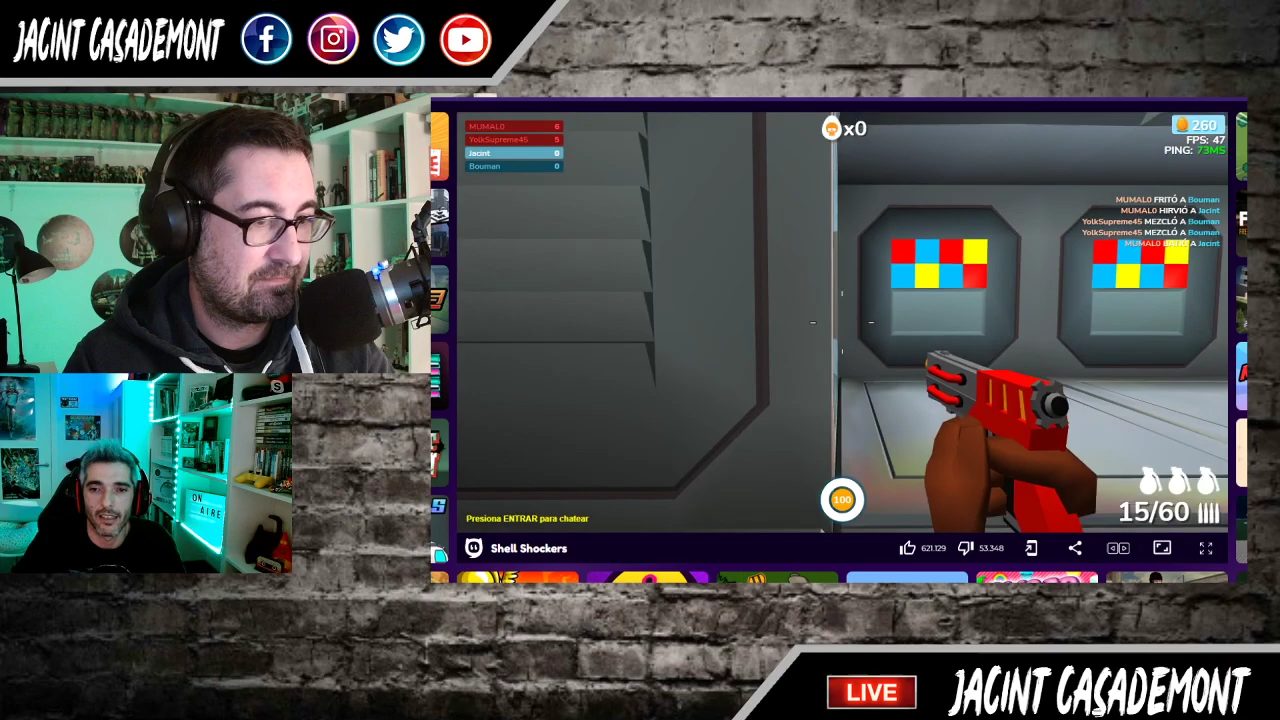 JACINT CASADEMONT
MUMAL0 6
YolkSupreme45 5
Jacint 0
Bouman 0
x0
260
FPS: 47
PING: 73MS
MUMAL0 FRITÓ A Bouman
MUMAL0 HIRVIÓ A Jacint
YolkSupreme45 MEZCLÓ A Bouman
YolkSupreme45 MEZCLÓ A Bouman
MUMAL0 A Jacint
ON
AIRE
100
15/60
Presiona ENTRAR para chatear
Shell Shockers
621.129
53.348
LIVE
JACINT CASADEMONT